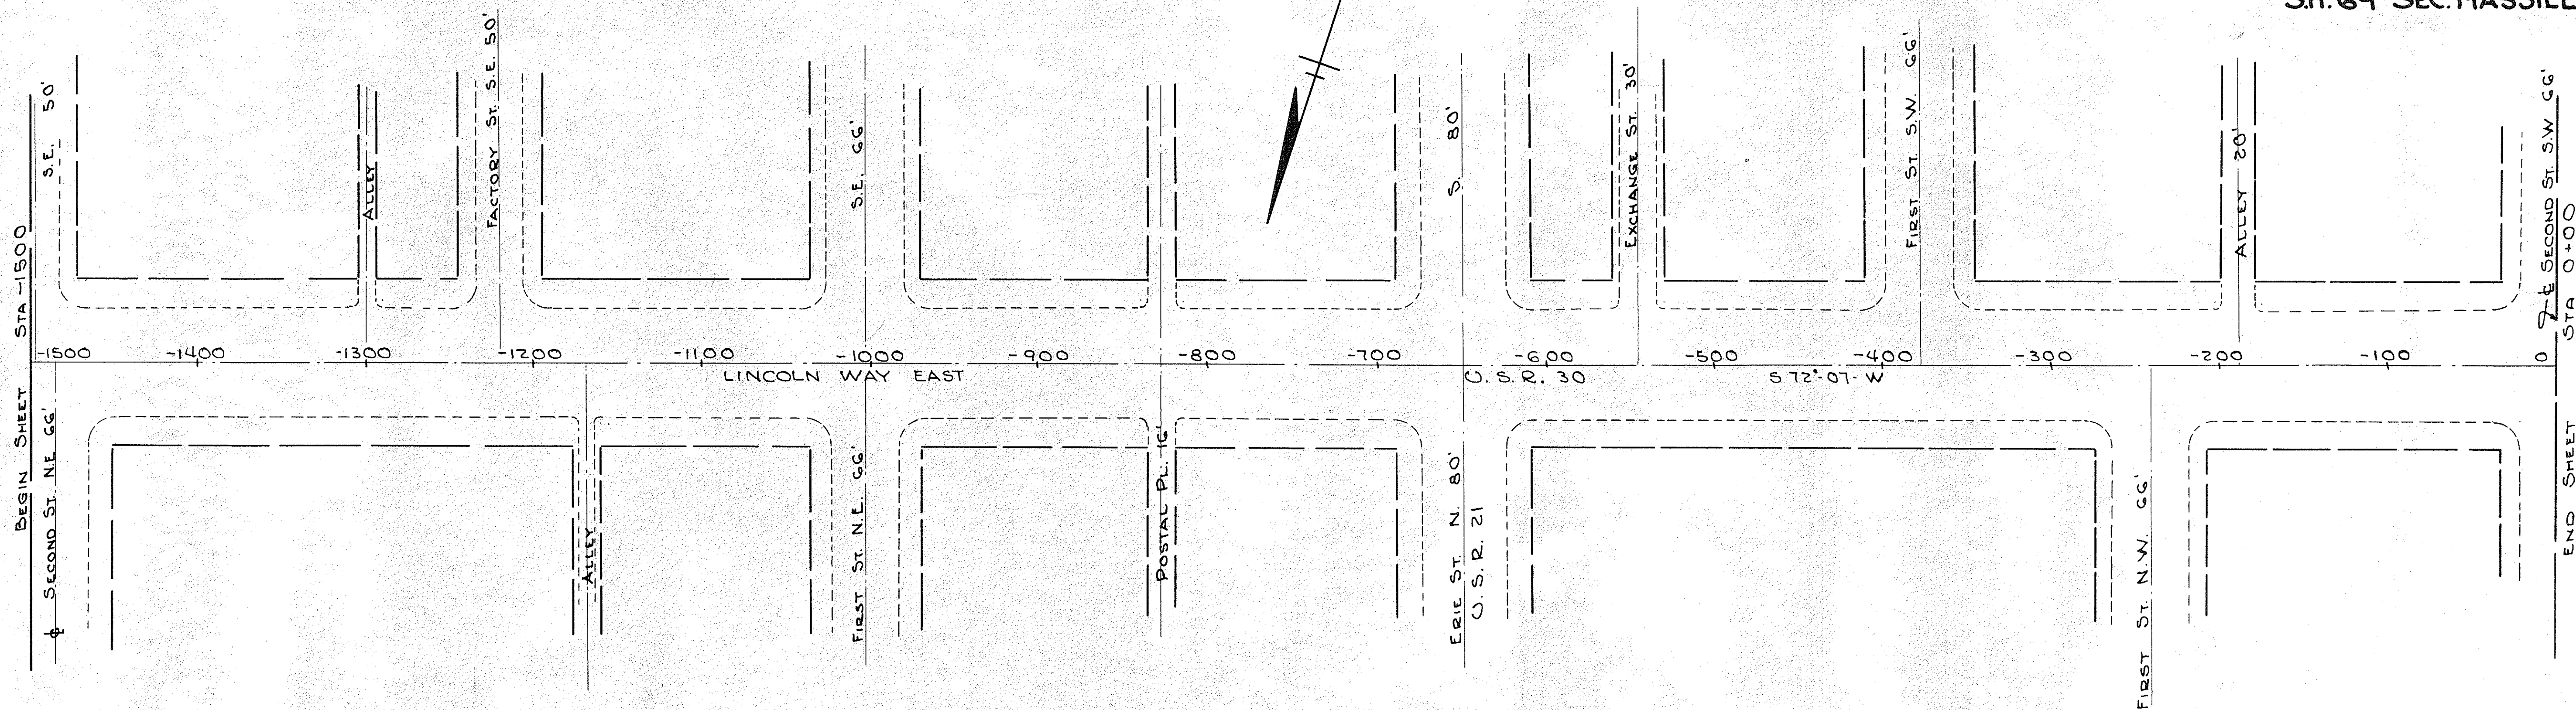 S.H. 69 SEC. MASSILL
S.E. 50'
ALLEY
FACTORY ST. S.E. 50'
S.E. 66'
S. 80'
EXCHANGE ST. 30'
FIRST ST. S.W. 66'
ALLEY 20'
℄ SECOND ST. S.W 66'
BEGIN SHEET STA -1500
-1500 -1400 -1300 -1200 -1100 -1000 -900 -800 -700 -600 -500 -400 -300 -200 -100 0
LINCOLN WAY EAST U.S.R. 30 S 72°-07-W
END SHEET STA 0+00
℄ SECOND ST. N.E 66'
ALLEY
FIRST ST. N.E. 66'
POSTAL PL. 16'
ERIE ST. N. 80'
U.S.R. 21
FIRST ST. N.W. 66'